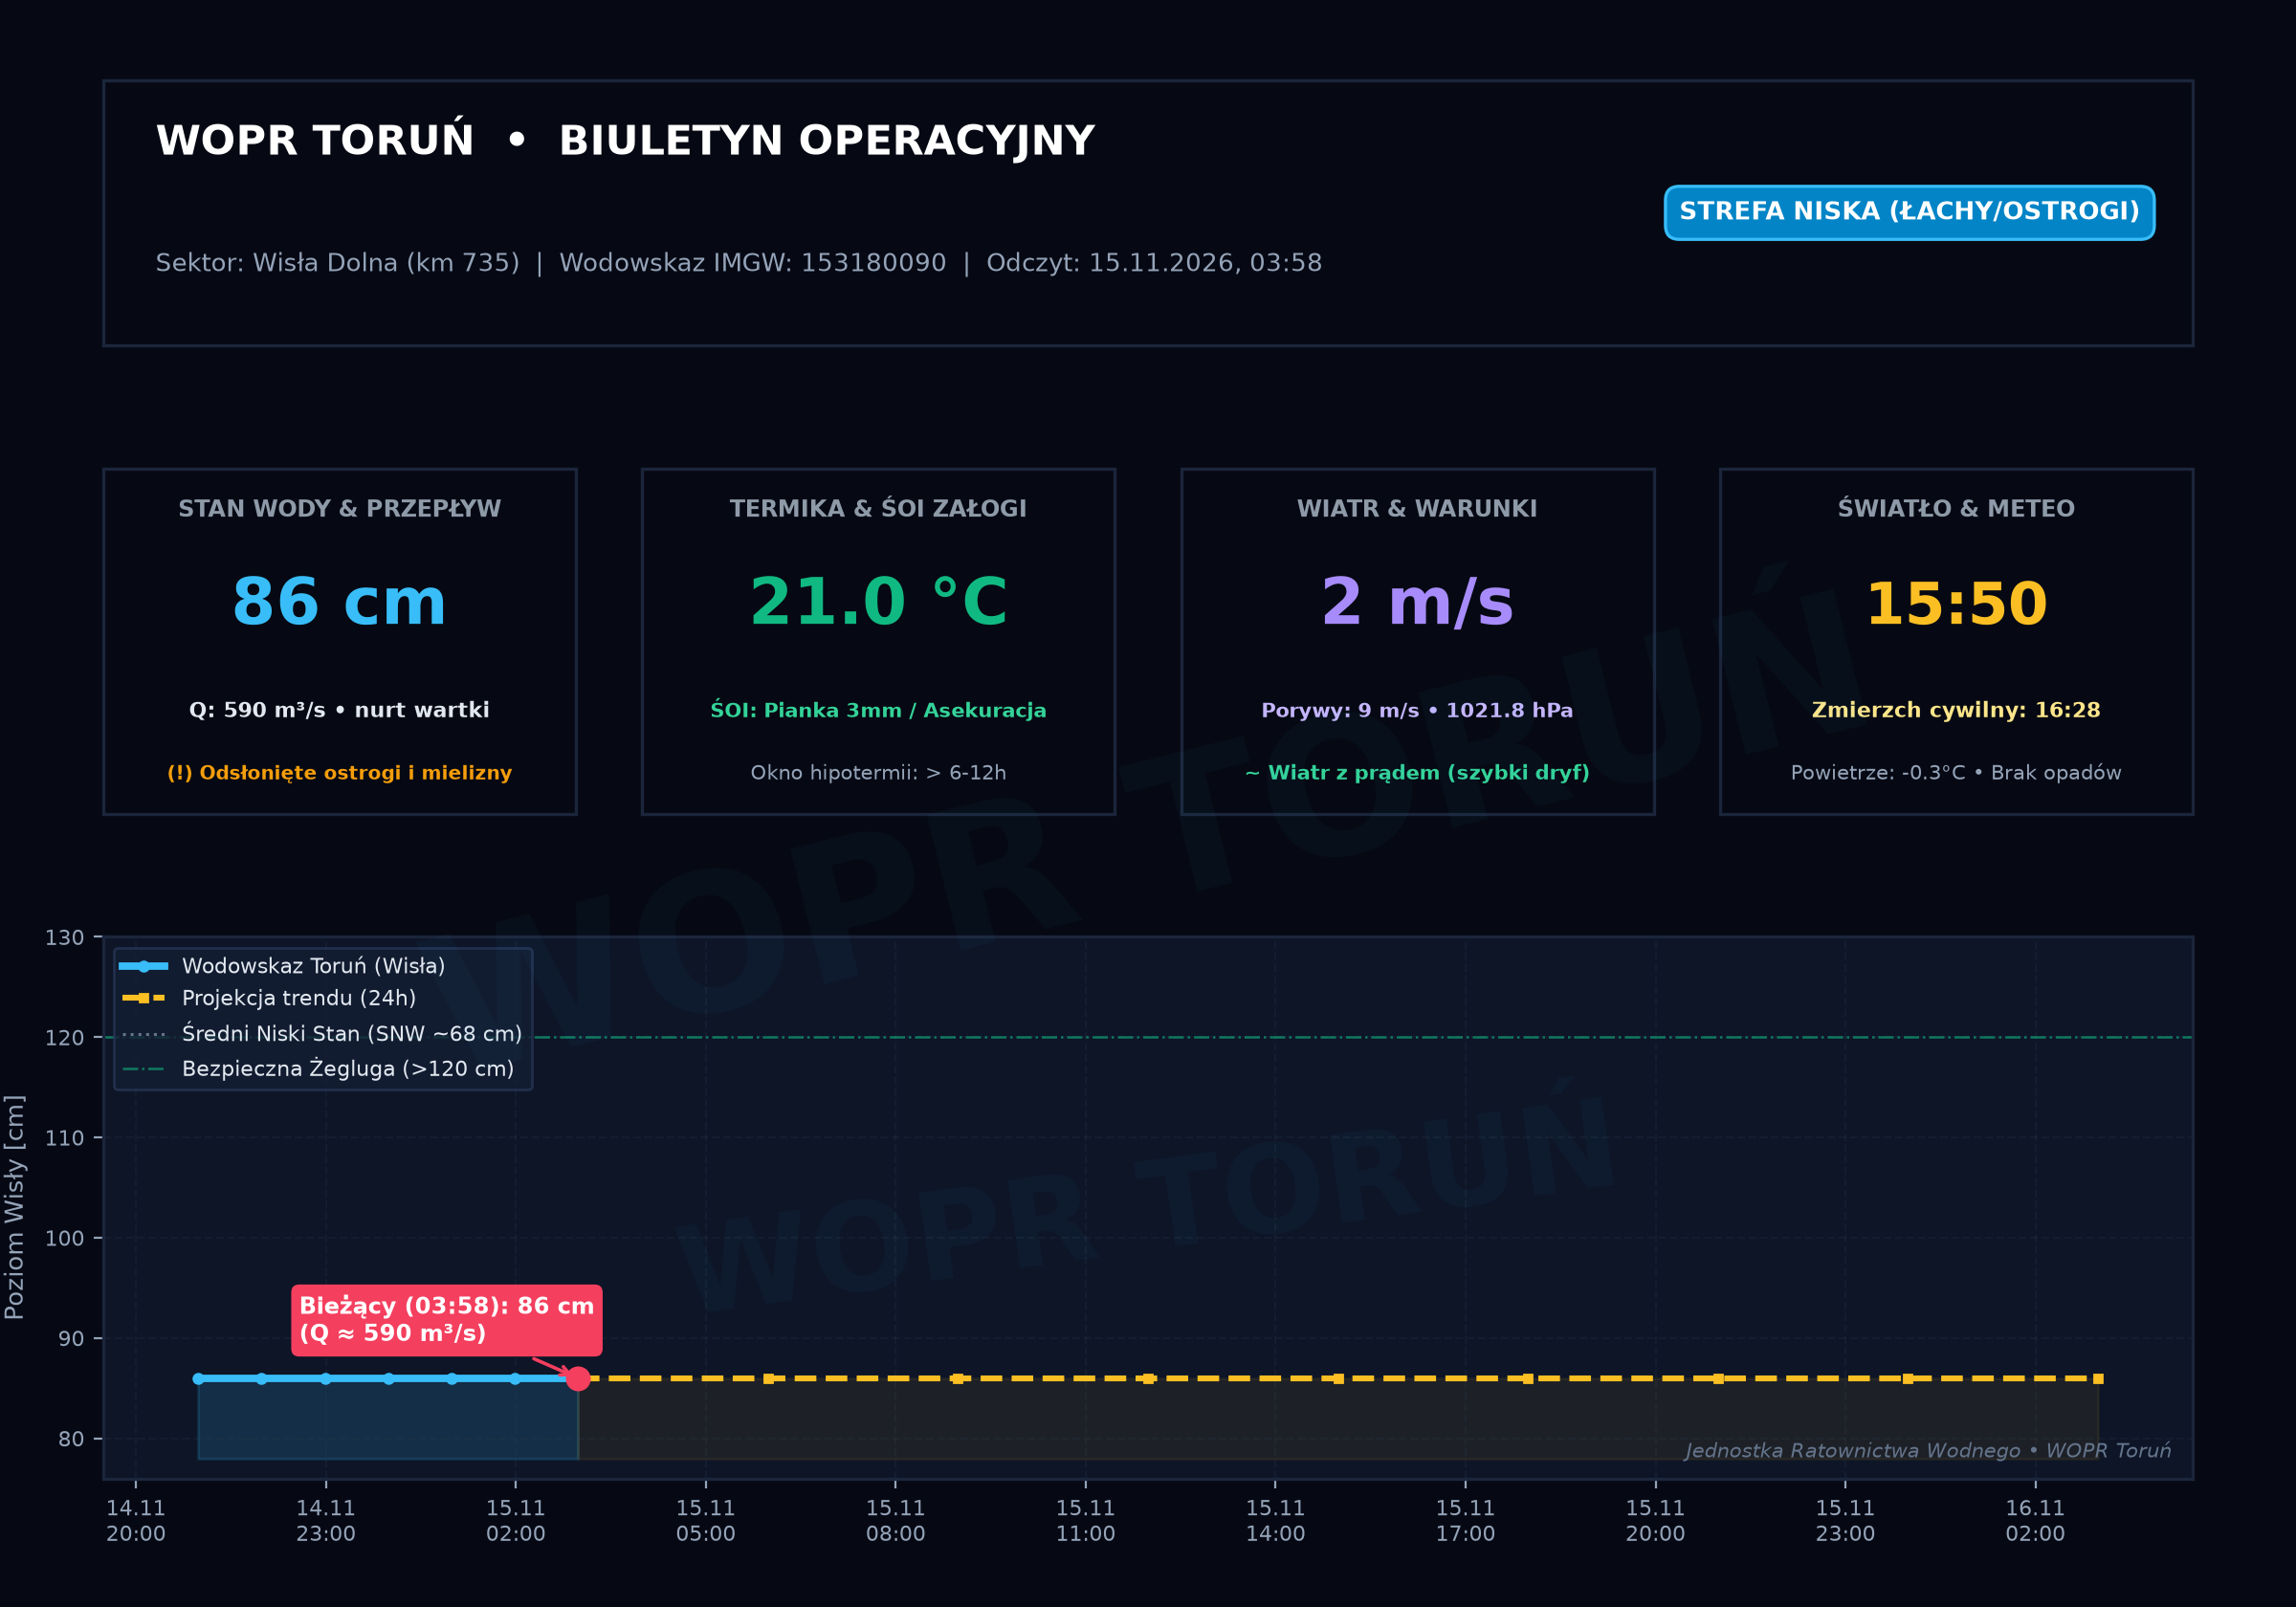 WOPR TORUŃ • BIULETYN OPERACYJNY
STREFA NISKA (ŁACHY/OSTROGI)
Sektor: Wisła Dolna (km 735) | Wodowskaz IMGW: 153180090 | Odczyt: 15.11.2026, 03:58
STAN WODY & PRZEPŁYW
86 cm
Q: 590 m³/s • nurt wartki
(!) Odsłonięte ostrogi i mielizny
TERMIKA & ŚOI ZAŁOGI
21.0 °C
ŚOI: Pianka 3mm / Asekuracja
Okno hipotermii: > 6-12h
WIATR & WARUNKI
2 m/s
Porywy: 9 m/s • 1021.8 hPa
~ Wiatr z prądem (szybki dryf)
ŚWIATŁO & METEO
15:50
Zmierzch cywilny: 16:28
Powietrze: -0.3°C • Brak opadów
WOPR TORUŃ
Poziom Wisły [cm]
130
120
110
100
90
80
Wodowskaz Toruń (Wisła)
Projekcja trendu (24h)
Średni Niski Stan (SNW ~68 cm)
Bezpieczna Żegluga (>120 cm)
WOPR TORUŃ
Bieżący (03:58): 86 cm
(Q ≈ 590 m³/s)
Jednostka Ratownictwa Wodnego • WOPR Toruń
14.11 14.11 15.11 15.11 15.11 15.11 15.11 15.11 15.11 15.11 16.11
20:00 23:00 02:00 05:00 08:00 11:00 14:00 17:00 20:00 23:00 02:00